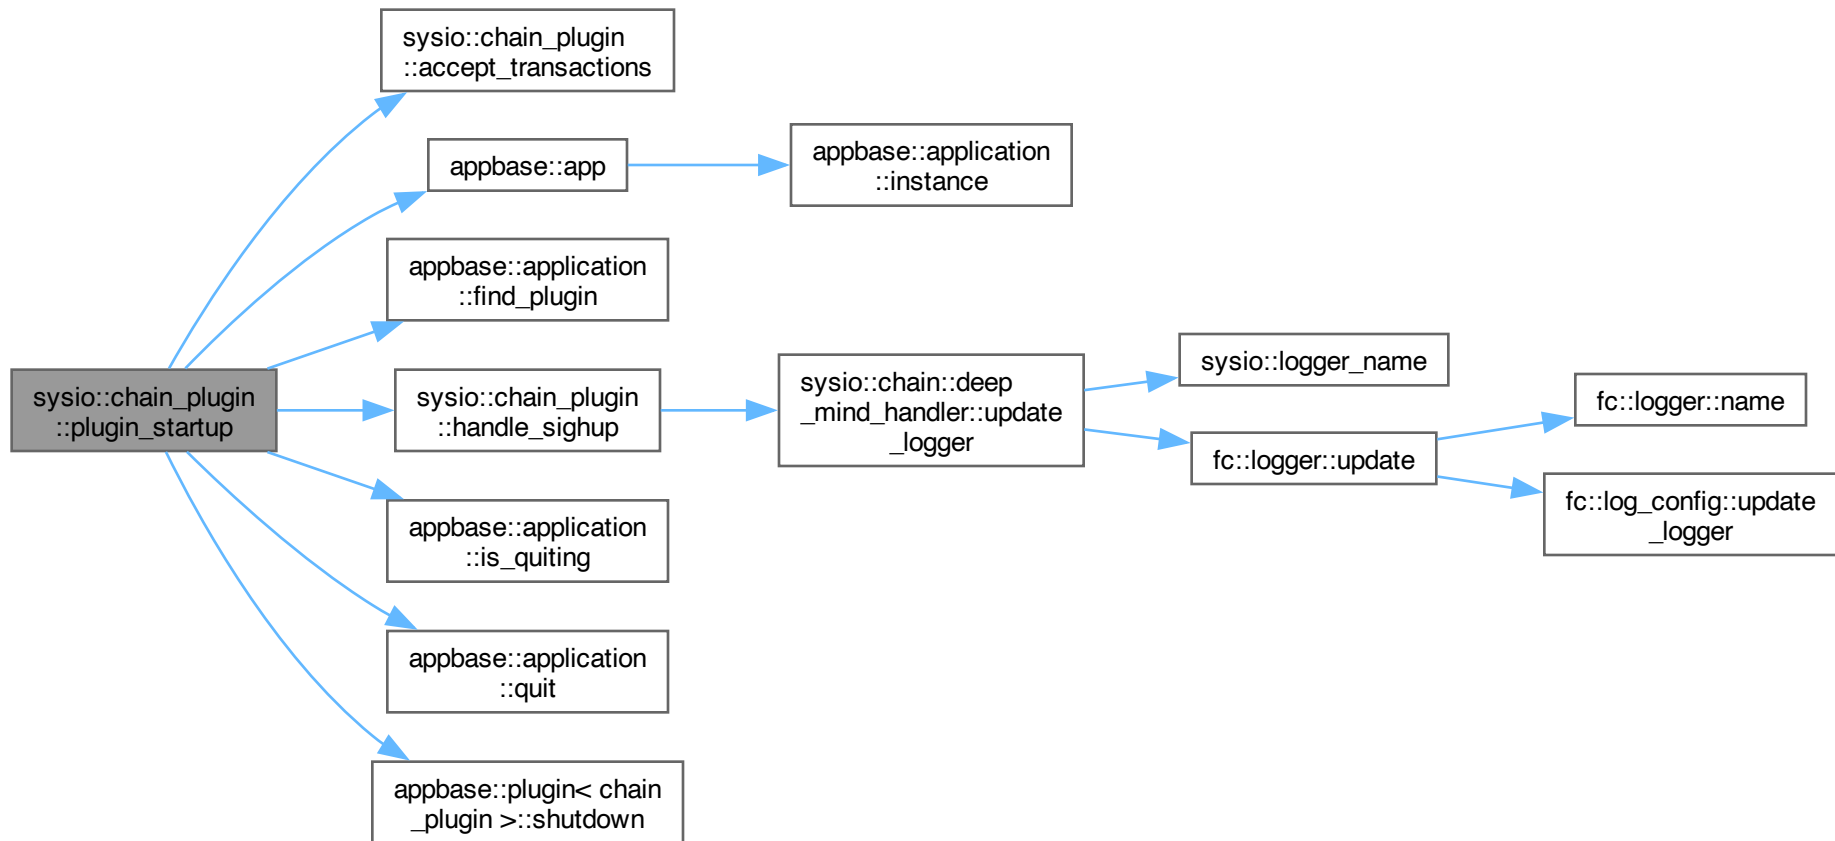 sysio::chain_plugin
::accept_transactions
appbase::app
appbase::application
::instance
appbase::application
::find_plugin
sysio::chain_plugin
::plugin_startup
sysio::chain_plugin
::handle_sighup
sysio::chain::deep
_mind_handler::update
_logger
sysio::logger_name
fc::logger::update
fc::logger::name
fc::log_config::update
_logger
appbase::application
::is_quiting
appbase::application
::quit
appbase::plugin< chain
_plugin >::shutdown